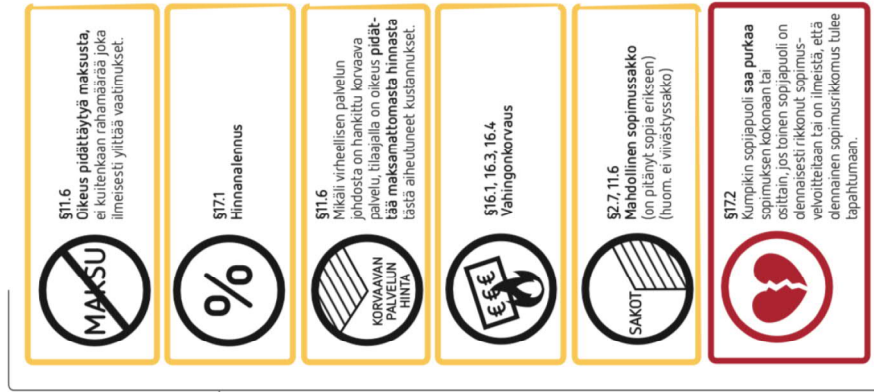 MAKSU
§11.6
Oikeus pidättäytyä maksusta,
ei kuitenkaan rahamäärää joka
ilmeisesti ylittää vaatimukset.
%
§17.1
Hinnanalennus
KORVAAVAN
PALVELUN
HINTA
§11.6
Mikäli virheellisen palvelun
johdosta on hankittu korvaava
palvelu, tilaajalla on oikeus pidät-
tää maksamattomasta hinnasta
tästä aiheutuneet kustannukset.
€€€
§16.1, 16.3, 16.4
Vahingonkorvaus
SAKOT
§2.7, 11.6
Mahdollinen sopimussakko
(on pitänyt sopia erikseen)
(huom. ei viivästyssakko)
§17.2
Kumpikin sopijapuoli saa purkaa
sopimuksen kokonaan tai
osittain, jos toinen sopijapuoli on
olennaisesti rikkonut sopimus-
velvoitteitaan tai on ilmeistä, että
olennainen sopimusrikkomus tulee
tapahtumaan.